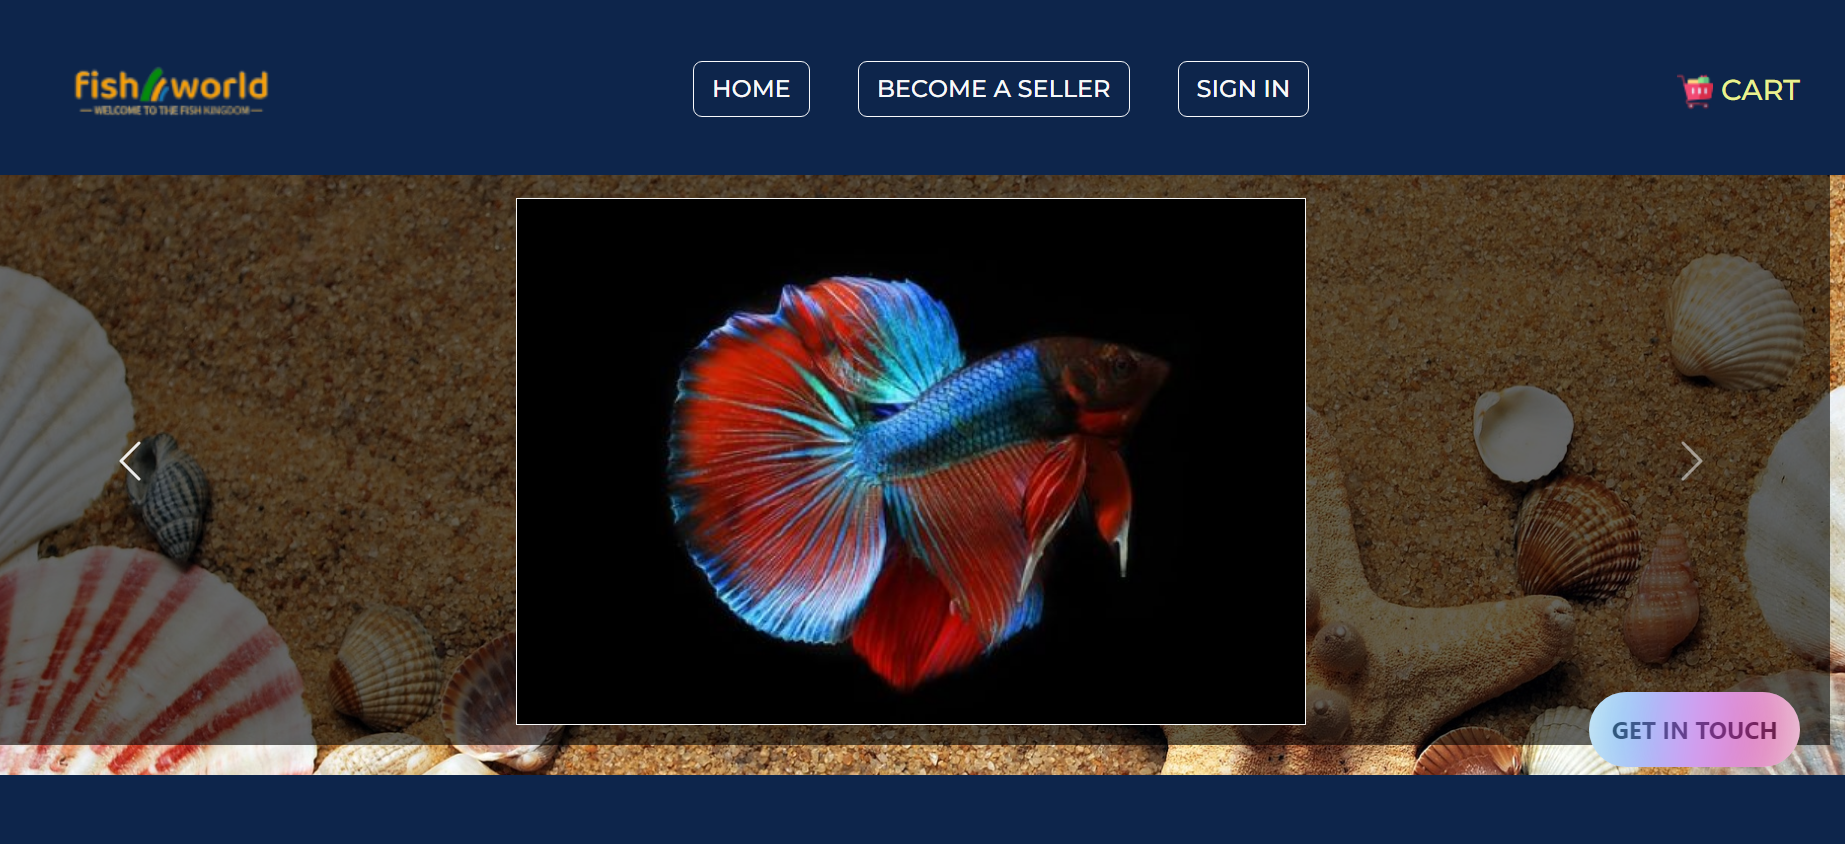 fish world
WELCOME TO THE FISH KINGDOM
HOME
BECOME A SELLER
SIGN IN
CART
GET IN TOUCH